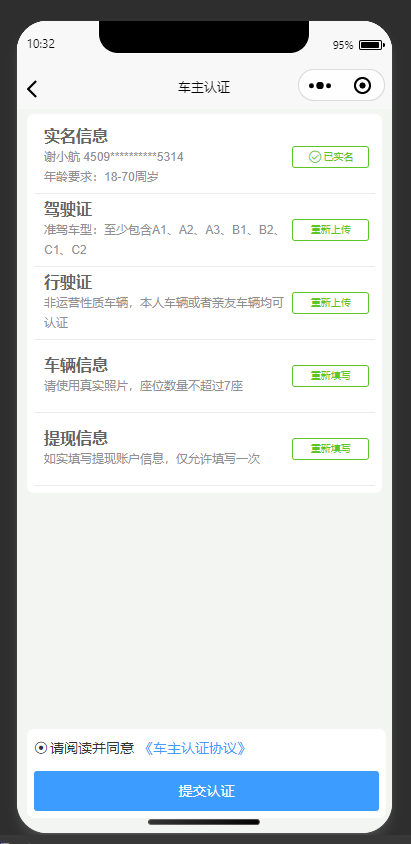 10:32
95%
车主认证
实名信息
谢小航 4509**********5314
已实名
年龄要求：18-70周岁
驾驶证
准驾车型：至少包含A1、A2、A3、B1、B2、
C1、C2
重新上传
行驶证
非运营性质车辆，本人车辆或者亲友车辆均可
认证
重新上传
车辆信息
请使用真实照片，座位数量不超过7座
重新填写
提现信息
如实填写提现账户信息，仅允许填写一次
重新填写
请阅读并同意 《车主认证协议》
提交认证